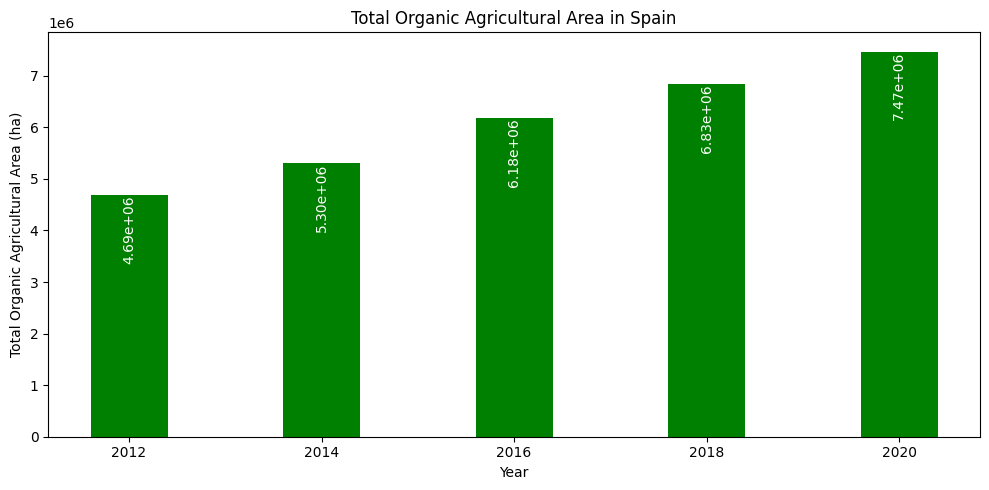 Total Organic Agricultural Area in Spain
1e6
Total Organic Agricultural Area (ha)
7
6
5
4
3
2
1
0
4.69e+06
5.30e+06
6.18e+06
6.83e+06
7.47e+06
2012
2014
2016
2018
2020
Year